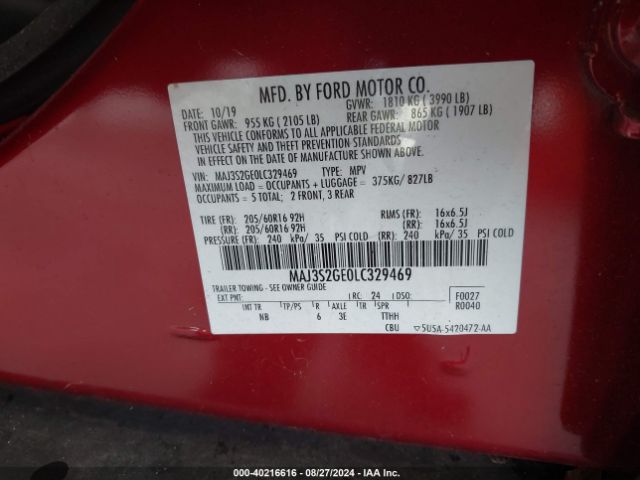 MFD. BY FORD MOTOR CO.
DATE: 10/19 GVWR: 1810 KG ( 3990 LB)
FRONT GAWR: 955 KG ( 2105 LB) REAR GAWR: 865 KG ( 1907 LB)
THIS VEHICLE CONFORMS TO ALL APPLICABLE FEDERAL MOTOR
VEHICLE SAFETY AND THEFT PREVENTION STANDARDS
IN EFFECT ON THE DATE OF MANUFACTURE SHOWN ABOVE.
VIN: MAJ3S2GE0LC329469 TYPE: MPV
MAXIMUM LOAD = OCCUPANTS + LUGGAGE = 375KG/ 827LB
OCCUPANTS = 5 TOTAL; 2 FRONT, 3 REAR
TIRE (FR): 205/60R16 92H RIMS (FR): 16x6.5J
(RR): 205/60R16 92H (RR): 16x6.5J
PRESSURE (FR): 240 kPa/ 35 PSI COLD (RR): 240 kPa/ 35 PSI COLD
MAJ3S2GE0LC329469
TRAILER TOWING - SEE OWNER GUIDE
EXT PNT: RC: 24 DSO: F0027
INT TR TP/PS R AXLE TR SPR R0040
NB 6 3E TTHH
CBU 5U5A-5420472-AA
000-40216616 - 08/27/2024 - IAA Inc.